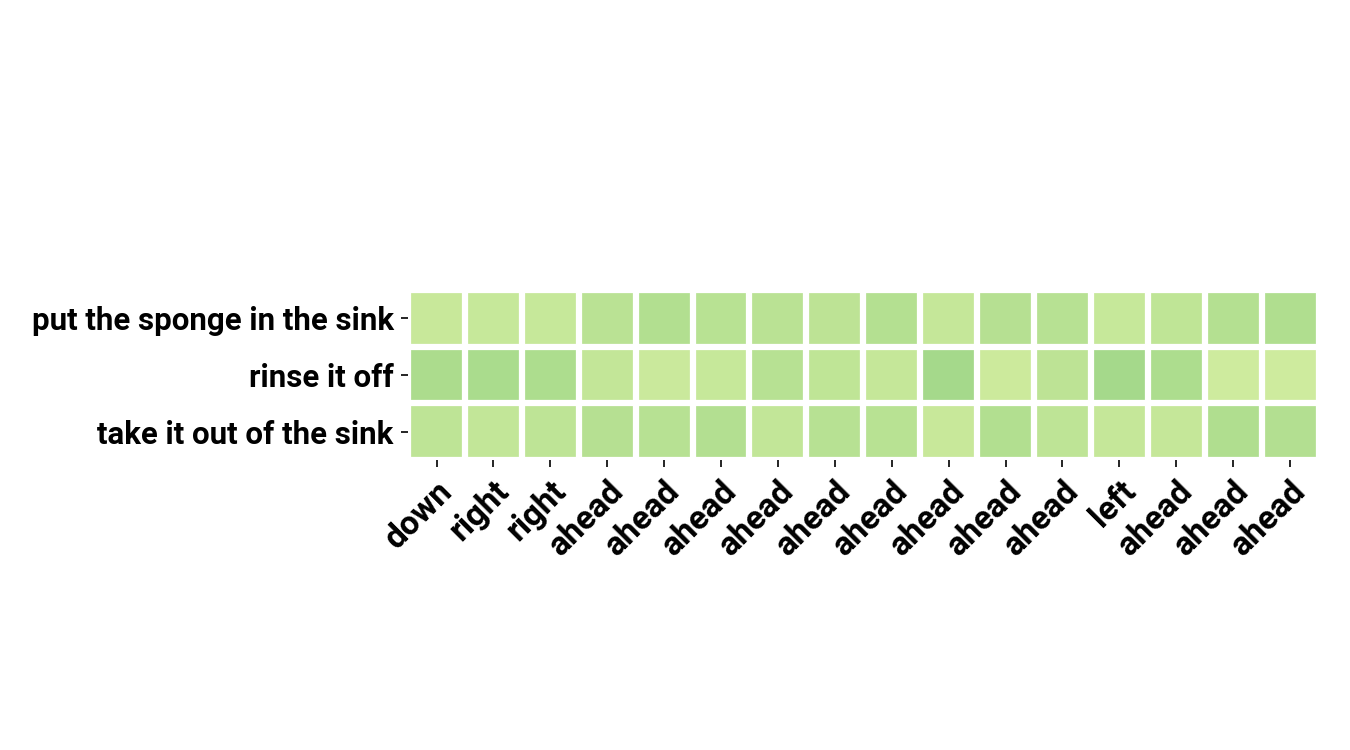 put the sponge in the sink
rinse it off
take it out of the sink
down
right
right
ahead
ahead
ahead
ahead
ahead
ahead
ahead
ahead
ahead
left
ahead
ahead
ahead